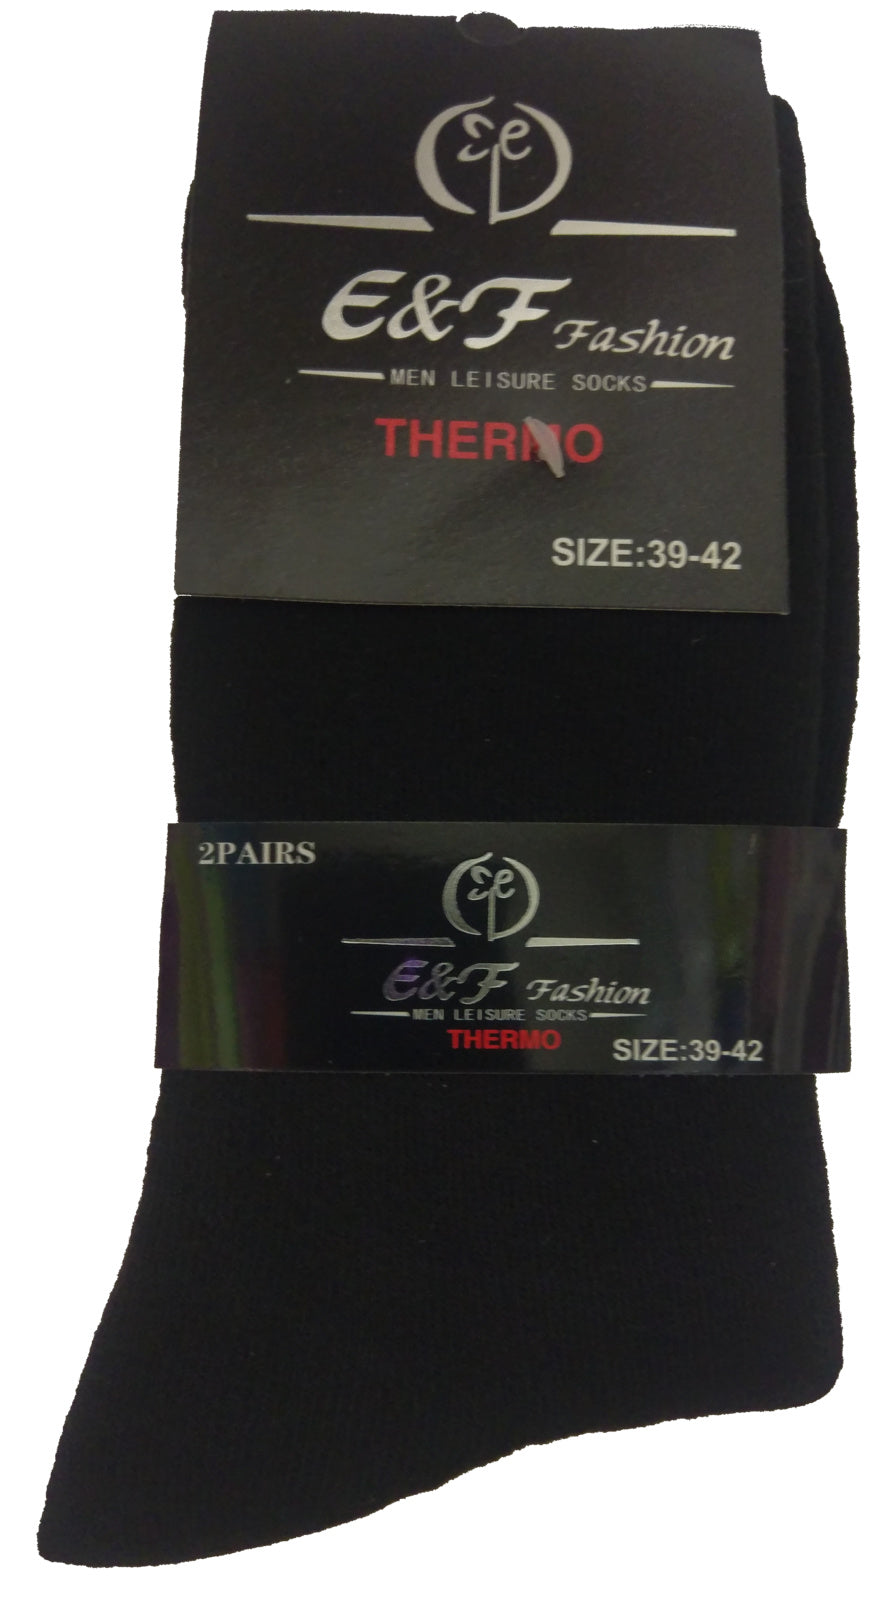 E&F Fashion
MEN LEISURE SOCKS
THERMO
SIZE:39-42
2PAIRS
E&F Fashion
MEN LEISURE SOCKS
THERMO
SIZE:39-42